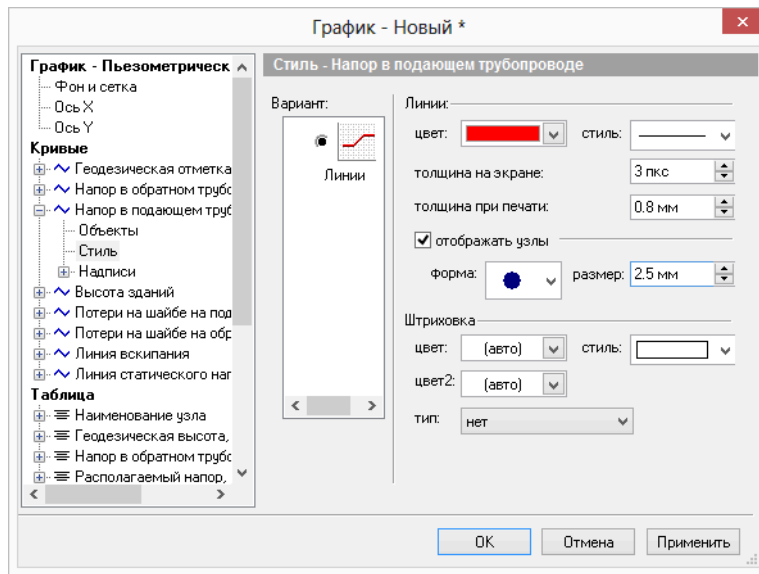 График - Новый *
График - Пьезометрическ
Фон и сетка
Ось X
Ось Y
Кривые
Геодезическая отметка
Напор в обратном трубо
Напор в подающем труб
Объекты
Стиль
Надписи
Высота зданий
Потери на шайбе на под
Потери на шайбе на обр
Линия вскипания
Линия статического наг
Таблица
Наименование узла
Геодезическая высота,
Напор в обратном трубо
Располагаемый напор,
Стиль - Напор в подающем трубопроводе
Вариант:
Линии
Линии:
цвет: стиль:
толщина на экране: 3 пкс
толщина при печати: 0.8 мм
отображать узлы
форма: размер: 2.5 мм
Штриховка
цвет: (авто) стиль:
цвет2: (авто)
тип: нет
OK Отмена Применить